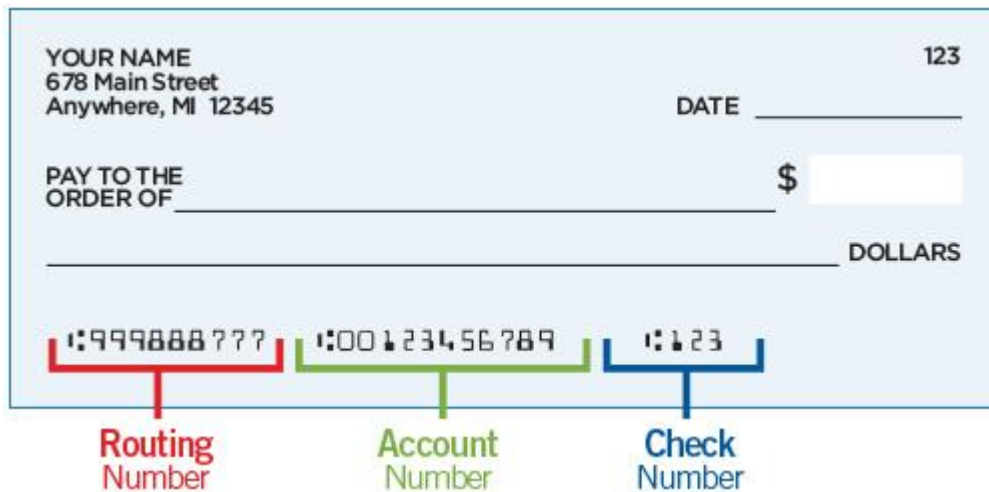 YOUR NAME 123
678 Main Street
Anywhere, MI 12345 DATE
PAY TO THE
ORDER OF $
DOLLARS
⑆999888777 ⑆00123456789 ⑆123
Routing Account Check
Number Number Number